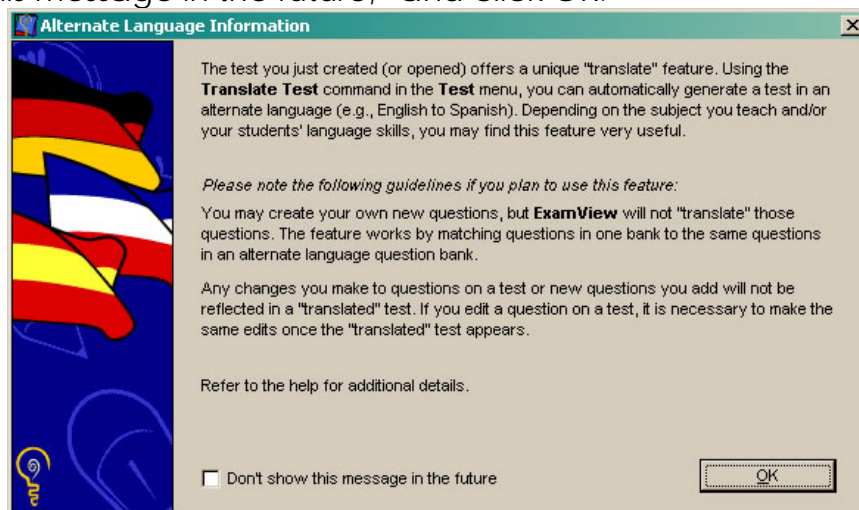 is message in the future," and click OK.
Alternate Language Information
The test you just created (or opened) offers a unique "translate" feature. Using the
Translate Test command in the Test menu, you can automatically generate a test in an
alternate language (e.g., English to Spanish). Depending on the subject you teach and/or
your students' language skills, you may find this feature very useful.
Please note the following guidelines if you plan to use this feature:
You may create your own new questions, but ExamView will not "translate" those
questions. The feature works by matching questions in one bank to the same questions
in an alternate language question bank.
Any changes you make to questions on a test or new questions you add will not be
reflected in a "translated" test. If you edit a question on a test, it is necessary to make the
same edits once the "translated" test appears.
Refer to the help for additional details.
Don't show this message in the future
OK